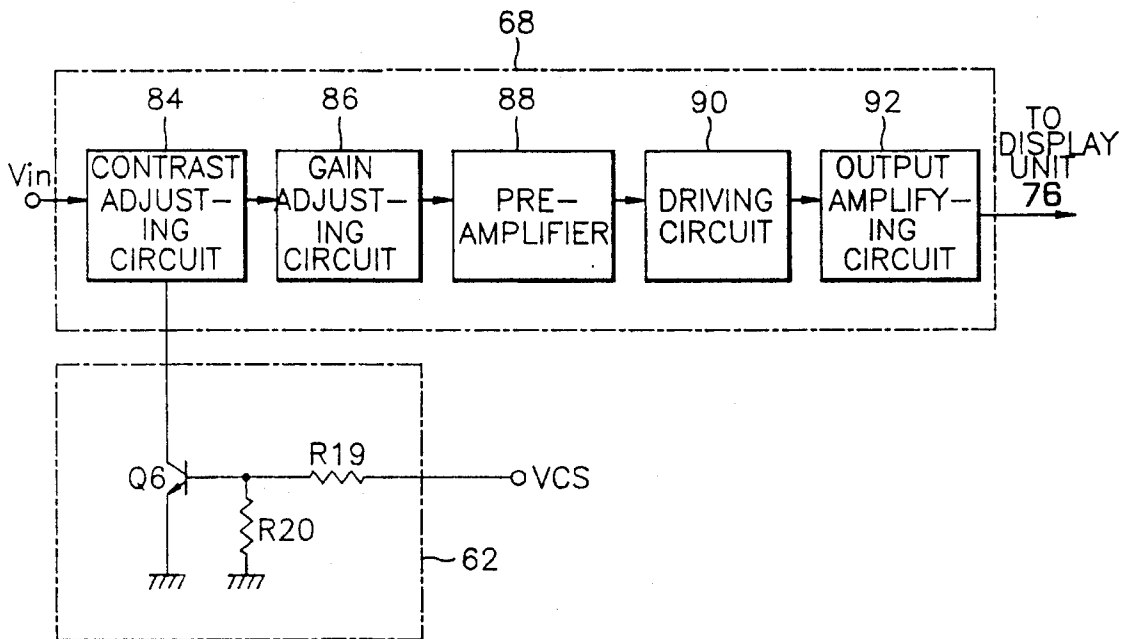 68
84
86
88
90
92
Vin
CONTRAST
ADJUST-
ING
CIRCUIT
GAIN
ADJUST-
ING
CIRCUIT
PRE-
AMPLIFIER
DRIVING
CIRCUIT
OUTPUT
AMPLIFY-
ING
CIRCUIT
TO
DISPLAY
UNIT
76
Q6
R19
VCS
R20
62